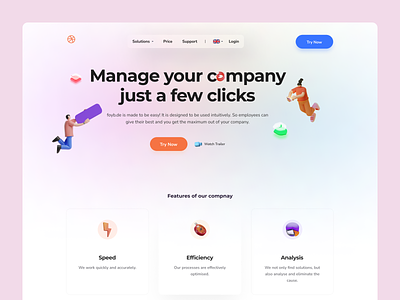 Solutions Price Support Login
Try Now
Manage your company
just a few clicks
foybde is made to be easy! It is designed to be used intuitively. So employees can
give their best and you get the maximum out of your company.
Try Now
Watch Trailer
Features of our compnay
Speed
We work quickly and accurately.
Efficiency
Our processes are effectively
optimised.
Analysis
We not only find solutions, but
also analysis and eliminate the
cause.